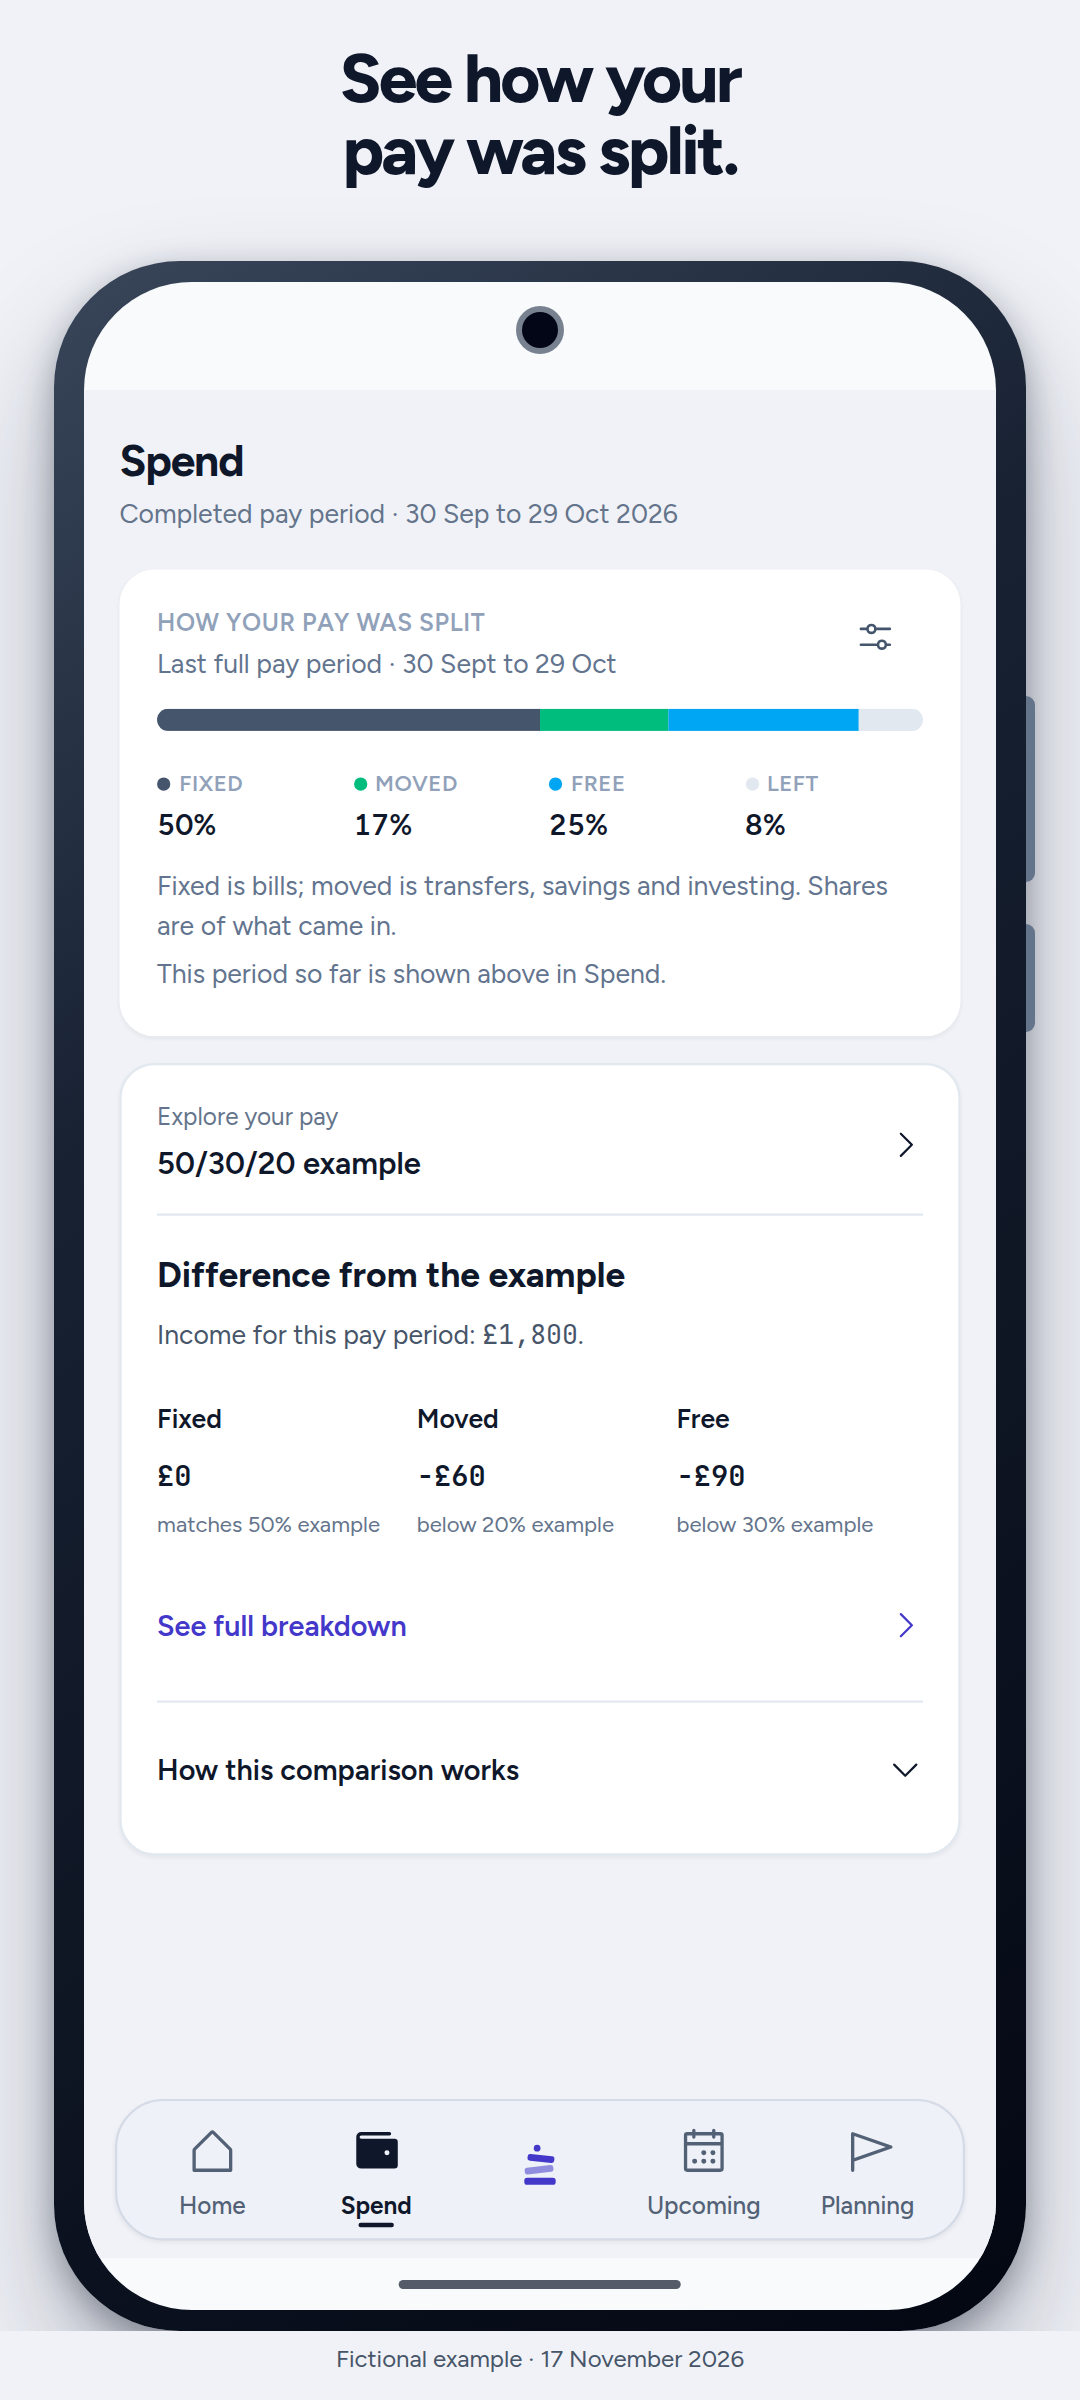 See how your
pay was split.
Spend
Completed pay period · 30 Sep to 29 Oct 2026
HOW YOUR PAY WAS SPLIT
Last full pay period · 30 Sept to 29 Oct
FIXED MOVED FREE LEFT
50% 17% 25% 8%
Fixed is bills; moved is transfers, savings and investing. Shares
are of what came in.
This period so far is shown above in Spend.
Explore your pay
50/30/20 example
Difference from the example
Income for this pay period: £1,800.
Fixed Moved Free
£0 -£60 -£90
matches 50% example below 20% example below 30% example
See full breakdown
How this comparison works
Home Spend Upcoming Planning
Fictional example · 17 November 2026